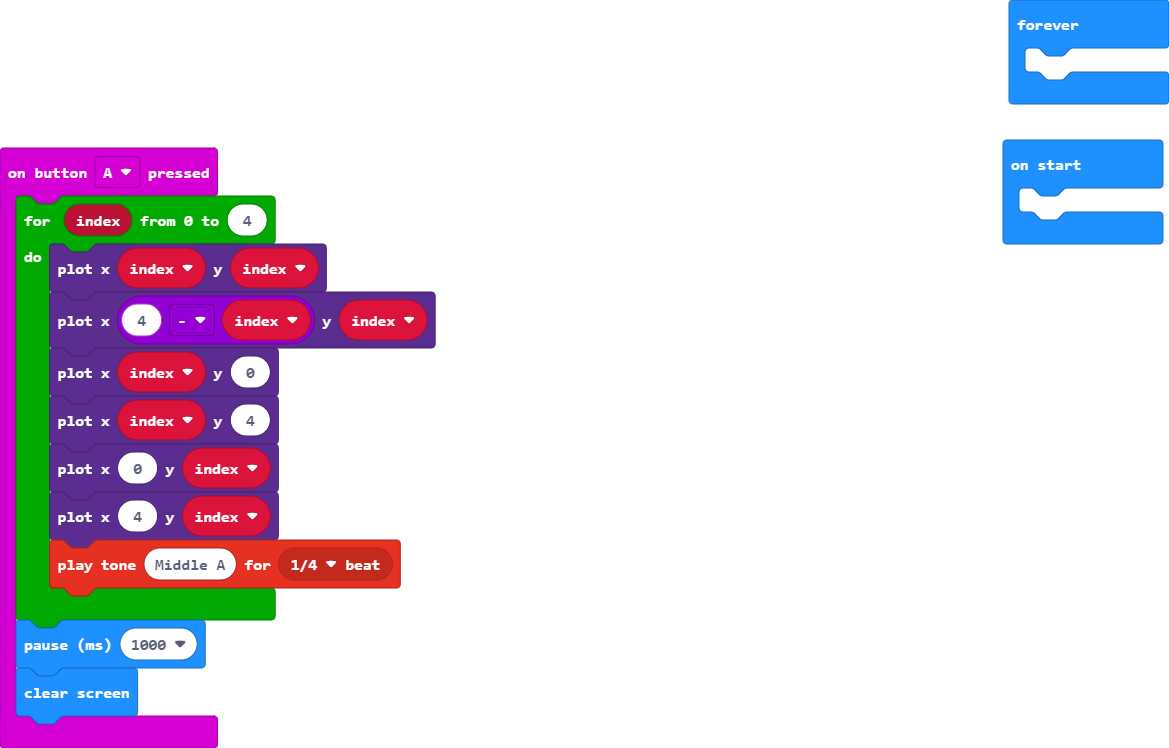 forever
on start
on button A pressed
for index from 0 to 4
do
plot x index y index
plot x 4 - index y index
plot x index y 0
plot x index y 4
plot x 0 y index
plot x 4 y index
play tone Middle A for 1/4 beat
pause (ms) 1000
clear screen